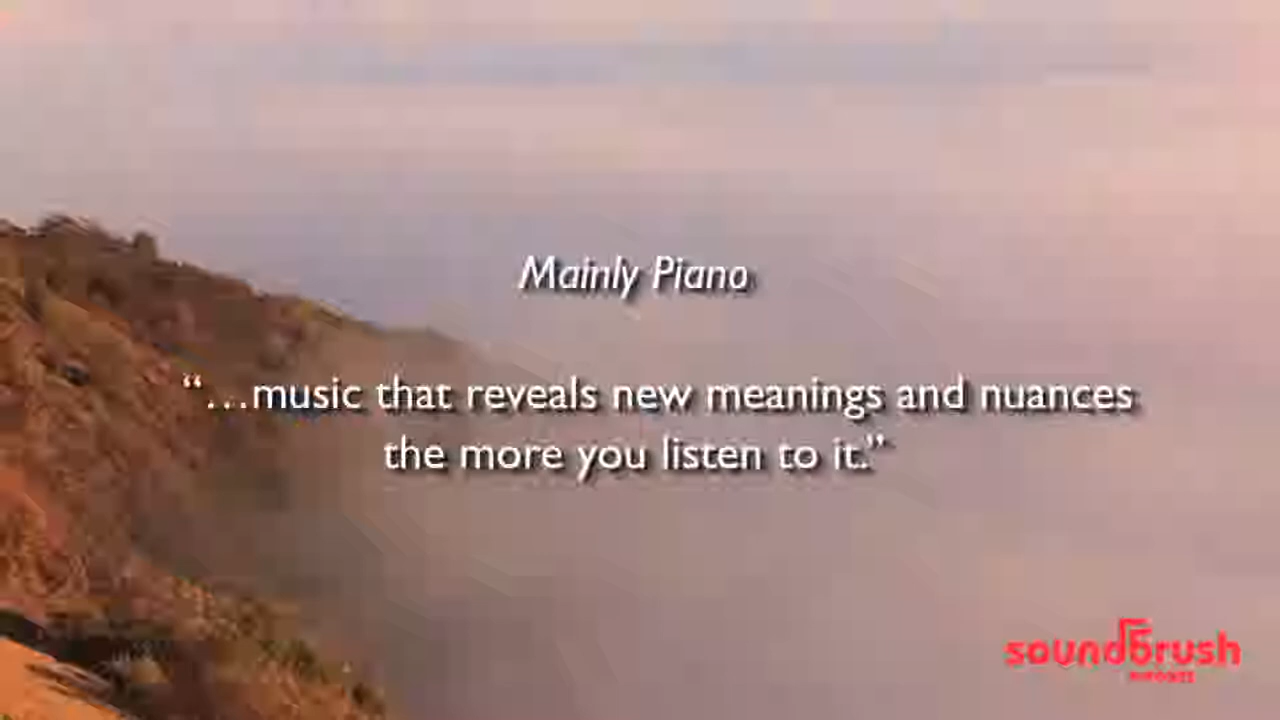 Mainly Piano
“…music that reveals new meanings and nuances
the more you listen to it.”
soundbrush